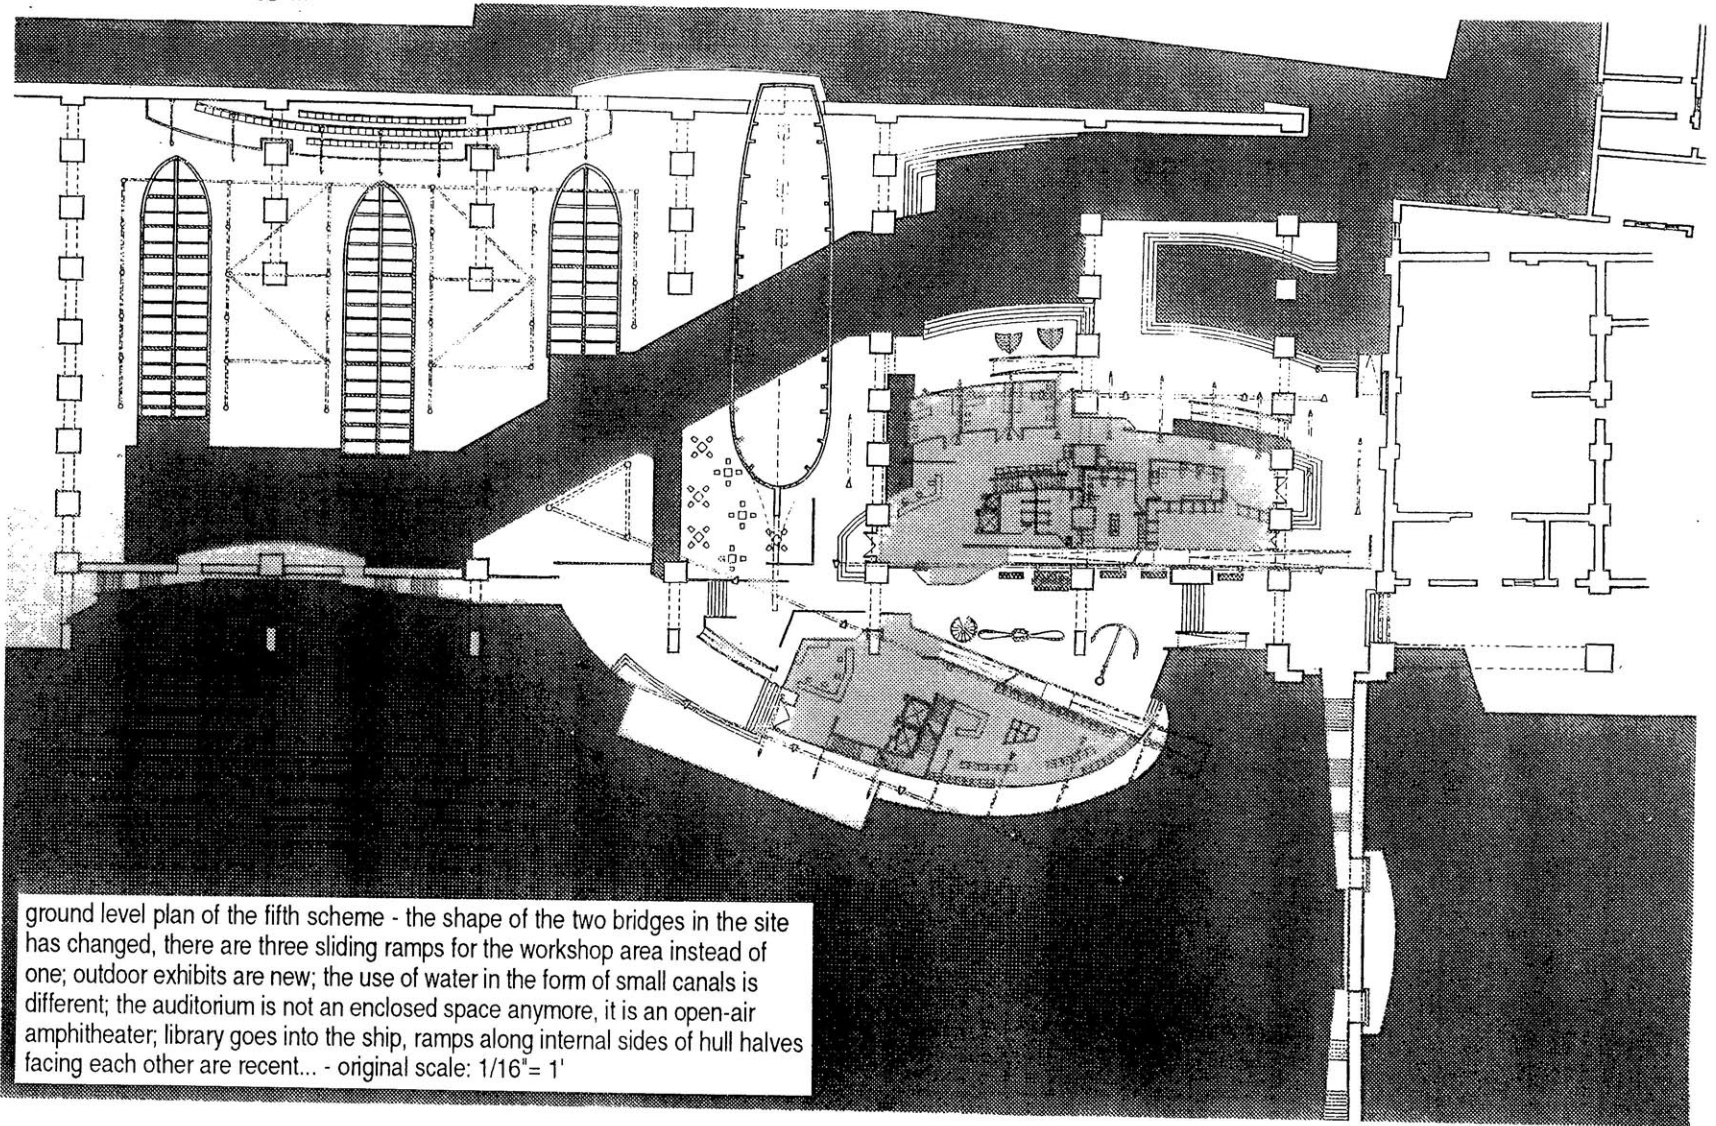 ground level plan of the fifth scheme - the shape of the two bridges in the site
has changed, there are three sliding ramps for the workshop area instead of
one; outdoor exhibits are new; the use of water in the form of small canals is
different; the auditorium is not an enclosed space anymore, it is an open-air
amphitheater; library goes into the ship, ramps along internal sides of hull halves
facing each other are recent... - original scale: 1/16"= 1'